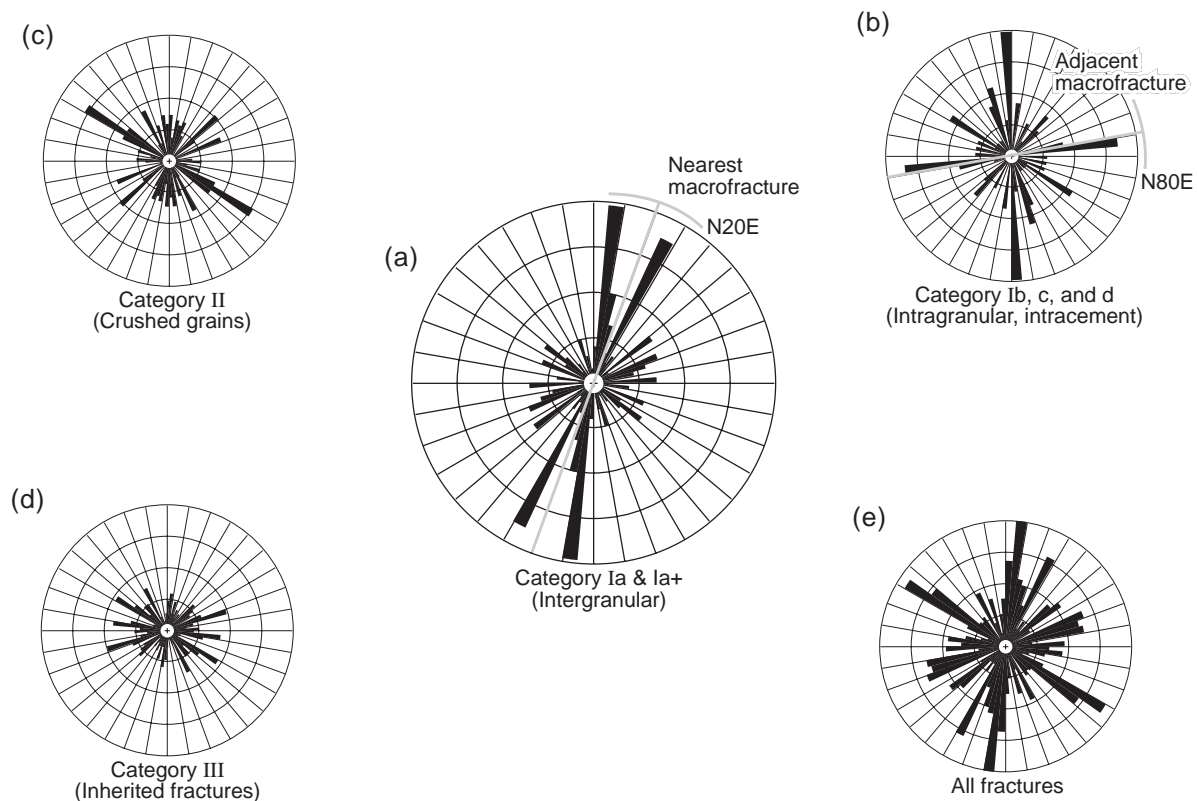 (c)
Category II
(Crushed grains)
(b)
Adjacent
macrofracture
N80E
Category Ib, c, and d
(Intragranular, intracement)
(a)
Nearest
macrofracture
N20E
Category Ia & Ia+
(Intergranular)
(d)
Category III
(Inherited fractures)
(e)
All fractures